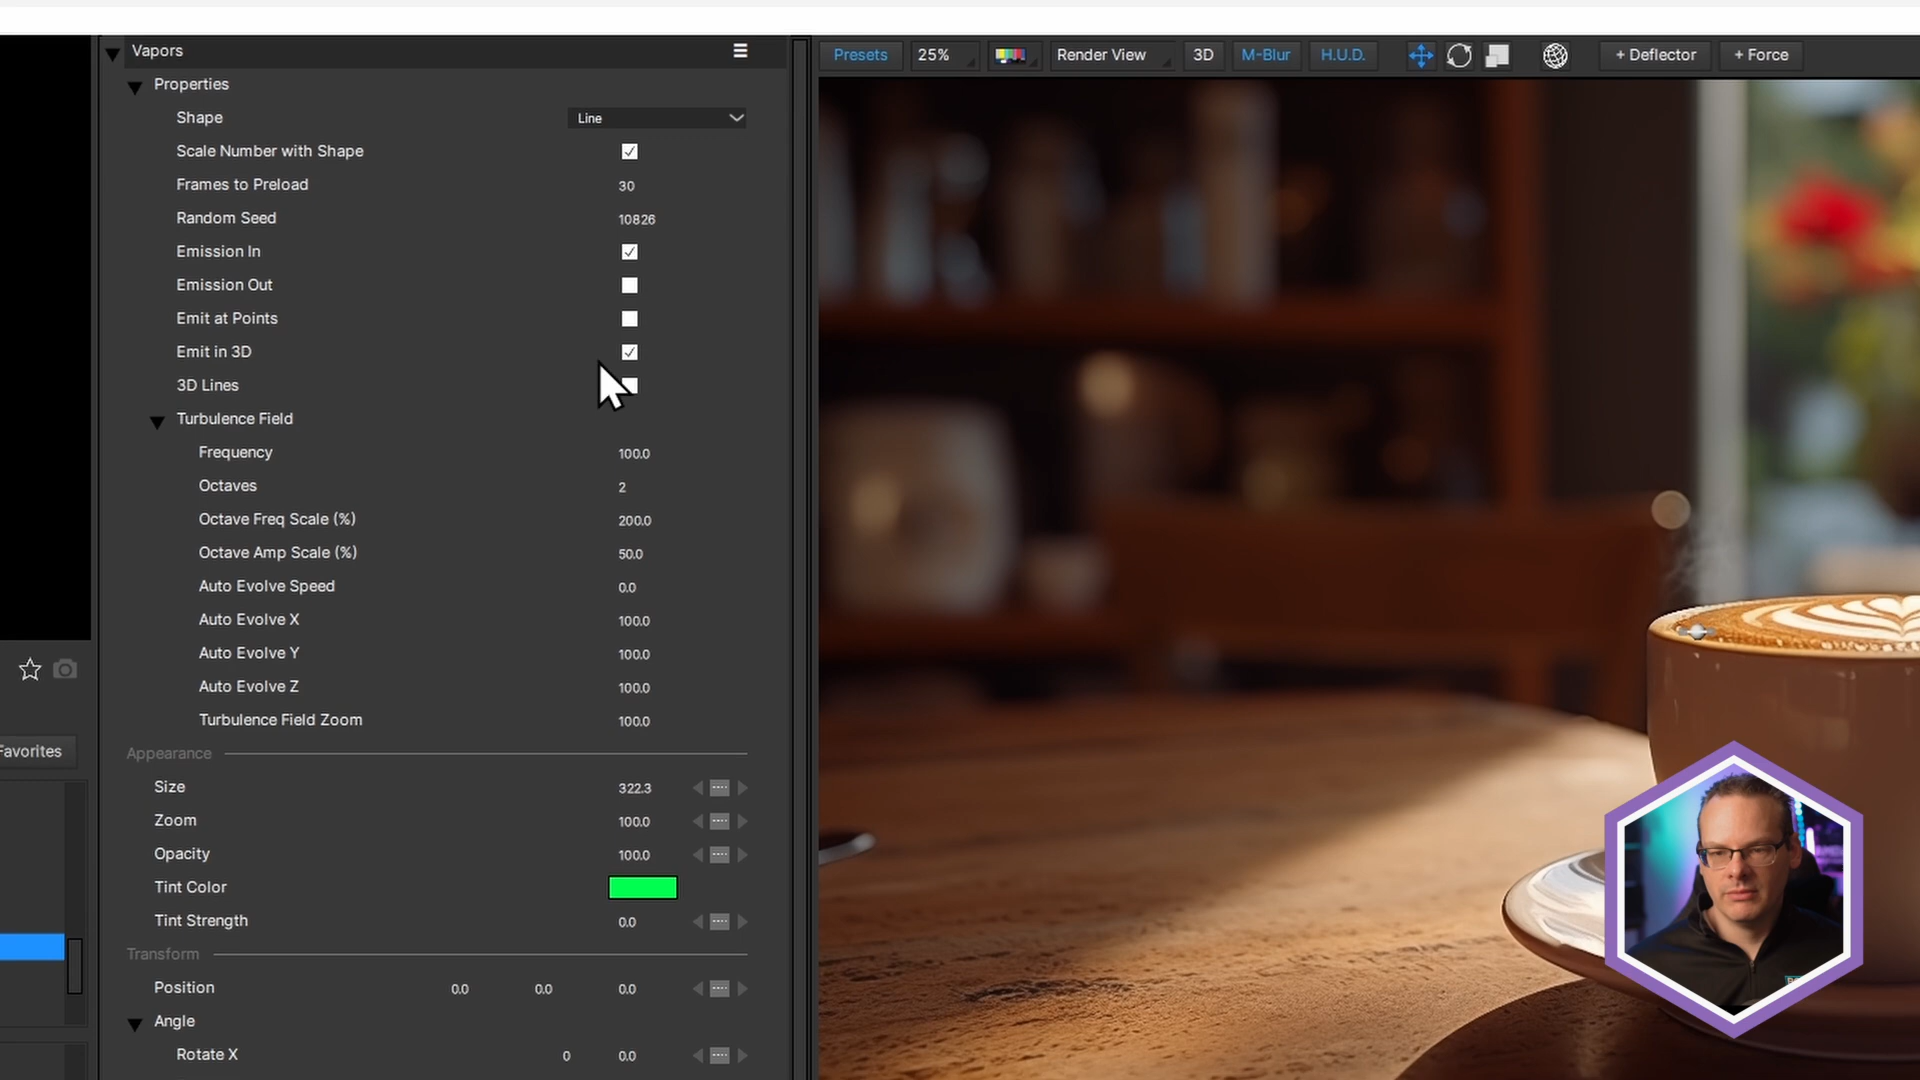 Vapors
Presets 25% Render View 3D M-Blur H.U.D. + Deflector + Force
Properties
Shape Line
Scale Number with Shape
Frames to Preload 30
Random Seed 10826
Emission In
Emission Out
Emit at Points
Emit in 3D
3D Lines
Turbulence Field
Frequency 100.0
Octaves 2
Octave Freq Scale (%) 200.0
Octave Amp Scale (%) 50.0
Auto Evolve Speed 0.0
Auto Evolve X 100.0
Auto Evolve Y 100.0
Auto Evolve Z 100.0
Turbulence Field Zoom 100.0
Favorites
Appearance
Size 322.3
Zoom 100.0
Opacity 100.0
Tint Color
Tint Strength 0.0
Transform
Position 0.0 0.0 0.0
Angle
Rotate X 0 0.0